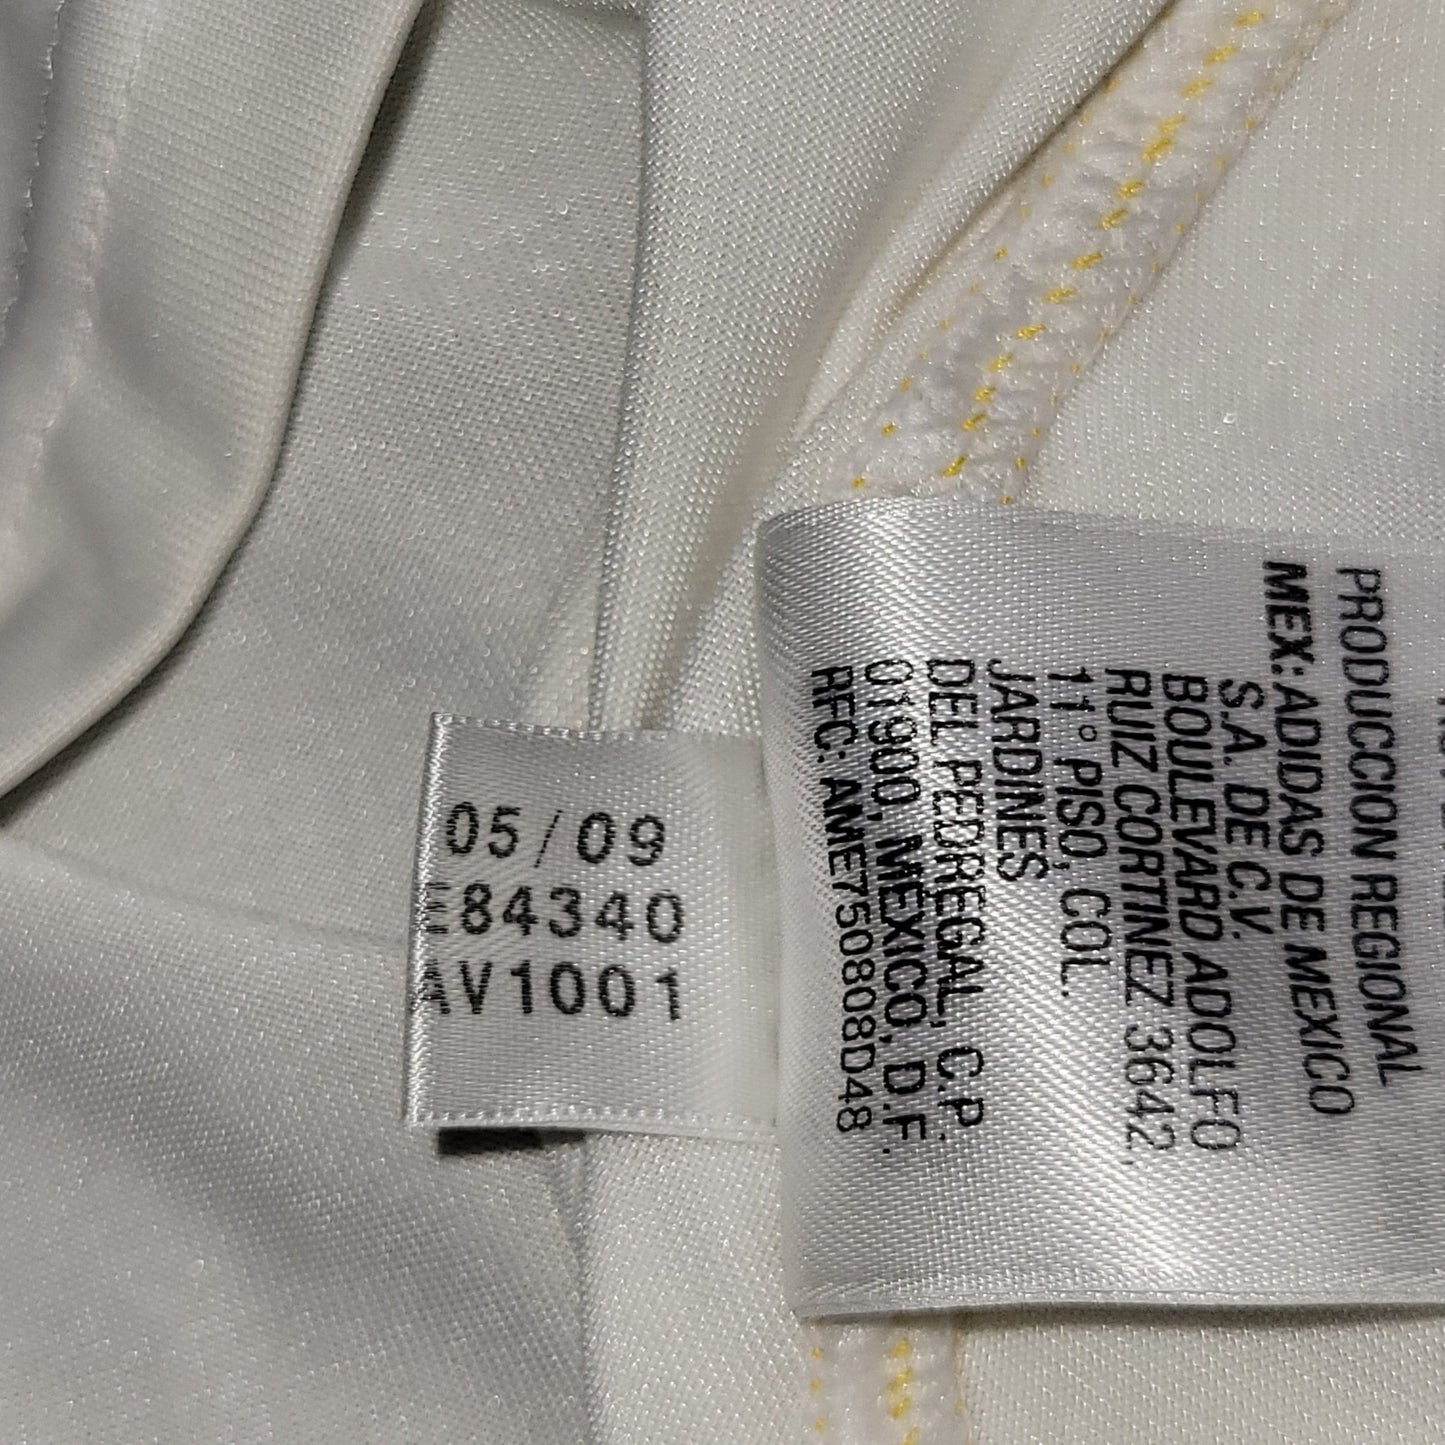 05/09
E84340
AV1001
PRODUCCION REGIONAL
MEX: ADIDAS DE MEXICO
S.A. DE C.V.
BOULEVARD ADOLFO
RUIZ CORTINEZ 3642,
11° PISO, COL.
JARDINES
DEL PEDREGAL, C.P.
01900, MEXICO, D.F.
RFC: AME750808D48